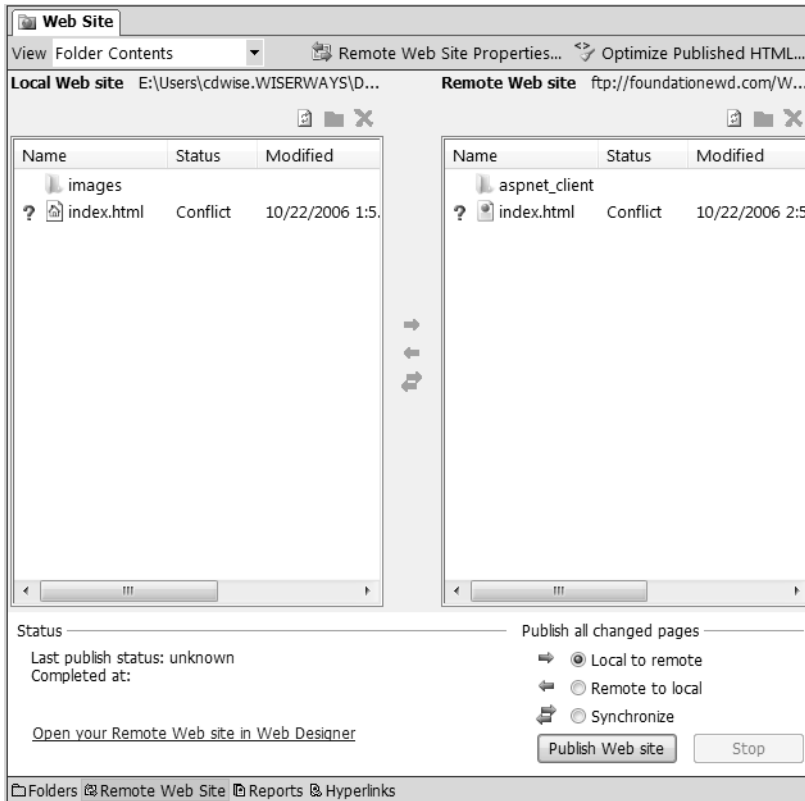 Web Site
View Folder Contents Remote Web Site Properties... Optimize Published HTML...
Local Web site E:\Users\cdwise.WISERWAYS\D... Remote Web site ftp://foundationewd.com/W...
Name Status Modified Name Status Modified
images aspnet_client
? index.html Conflict 10/22/2006 1:5. ? index.html Conflict 10/22/2006 2:5
Status Publish all changed pages
Last publish status: unknown Local to remote
Completed at: Remote to local
Synchronize
Open your Remote Web site in Web Designer Publish Web site Stop
Folders Remote Web Site Reports Hyperlinks